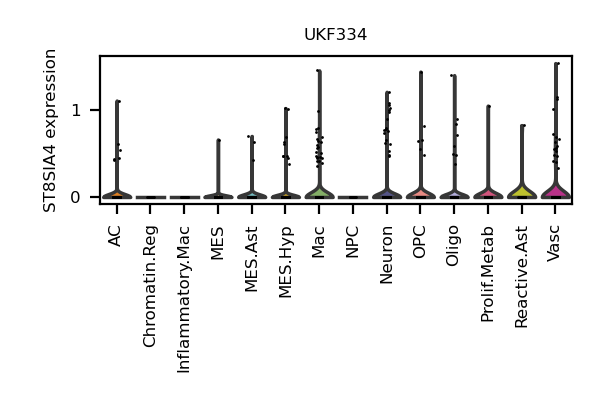 UKF334
ST8SIA4 expression
1
0
AC
Chromatin.Reg
Inflammatory.Mac
MES
MES.Ast
MES.Hyp
Mac
NPC
Neuron
OPC
Oligo
Prolif.Metab
Reactive.Ast
Vasc